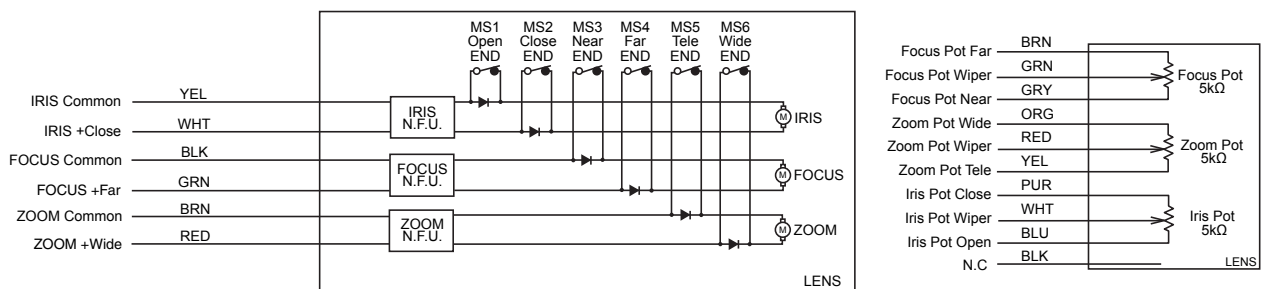 MS1 MS2 MS3 MS4 MS5 MS6
Open Close Near Far Tele Wide
END END END END END END
IRIS Common YEL
IRIS +Close WHT
IRIS
N.F.U.
M IRIS
FOCUS Common BLK
FOCUS +Far GRN
FOCUS
N.F.U.
M FOCUS
ZOOM Common BRN
ZOOM +Wide RED
ZOOM
N.F.U.
M ZOOM
LENS
Focus Pot Far BRN
Focus Pot Wiper GRN
Focus Pot Near GRY
Focus Pot
5kΩ
Zoom Pot Wide ORG
Zoom Pot Wiper RED
Zoom Pot Tele YEL
Zoom Pot
5kΩ
Iris Pot Close PUR
Iris Pot Wiper WHT
Iris Pot Open BLU
Iris Pot
5kΩ
N.C BLK
LENS